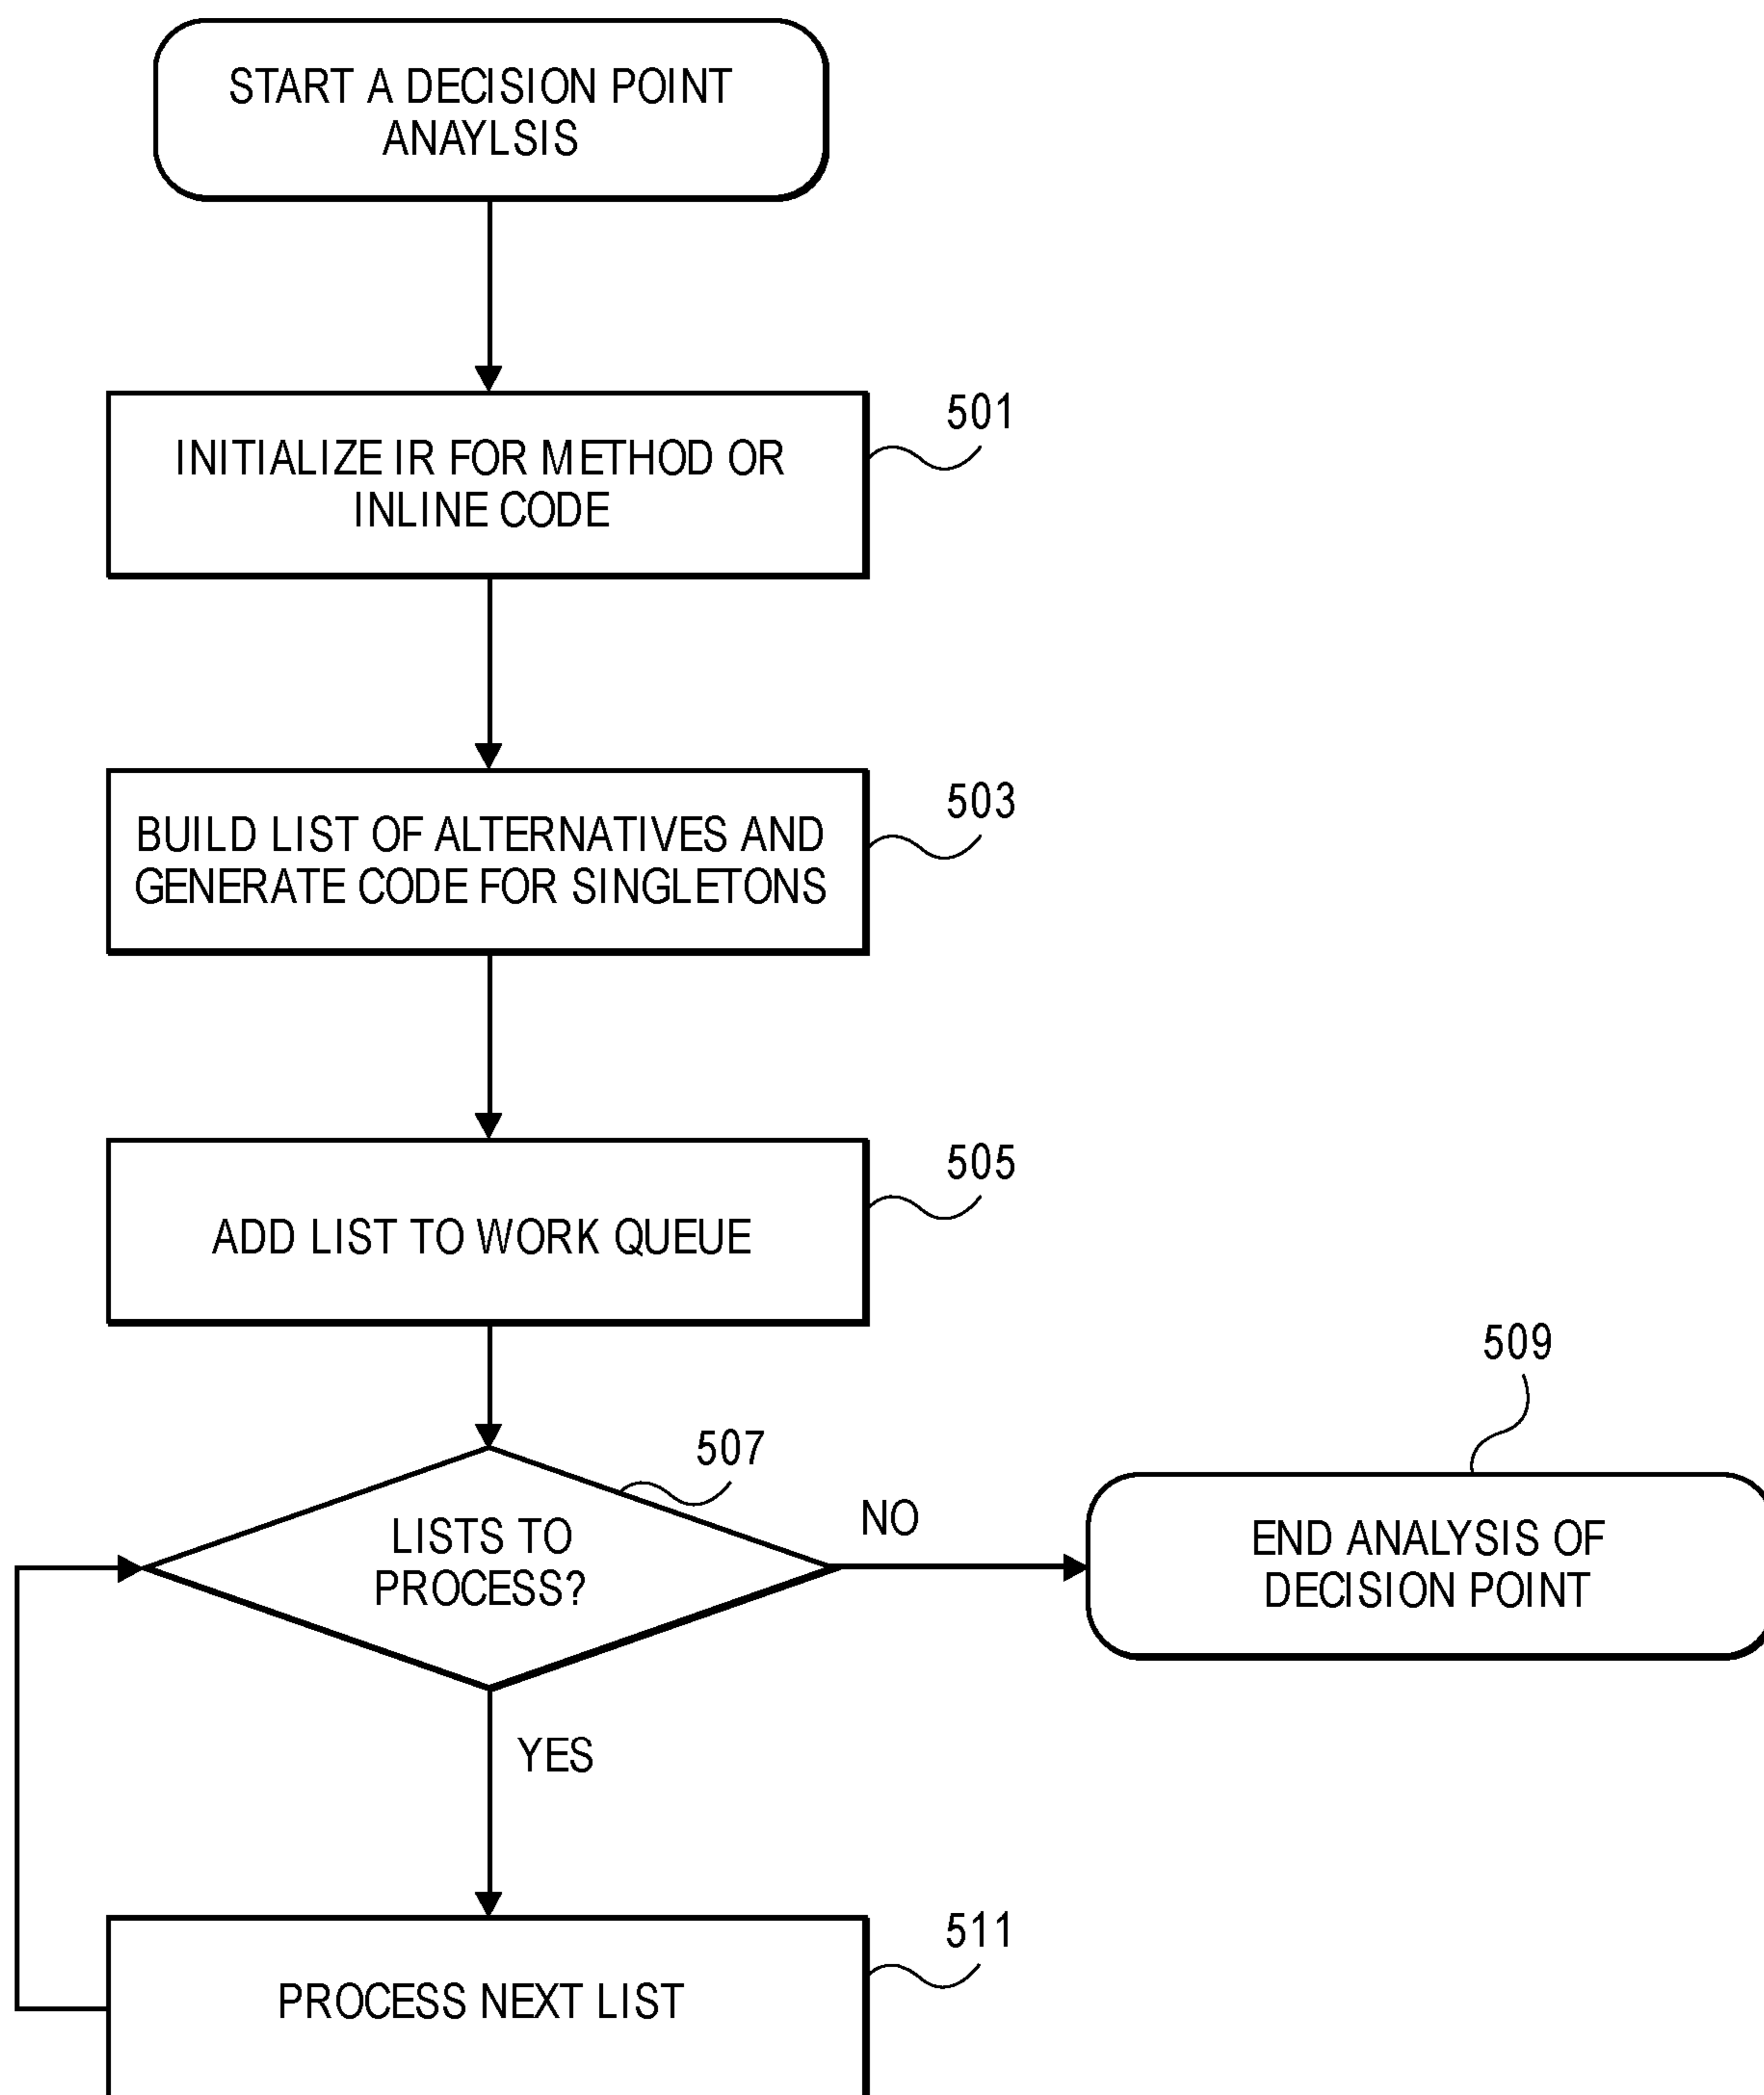 START A DECISION POINT
ANAYLSIS
501
INITIALIZE IR FOR METHOD OR
INLINE CODE
503
BUILD LIST OF ALTERNATIVES AND
GENERATE CODE FOR SINGLETONS
505
ADD LIST TO WORK QUEUE
507
LISTS TO
PROCESS?
NO
509
END ANALYSIS OF
DECISION POINT
YES
511
PROCESS NEXT LIST